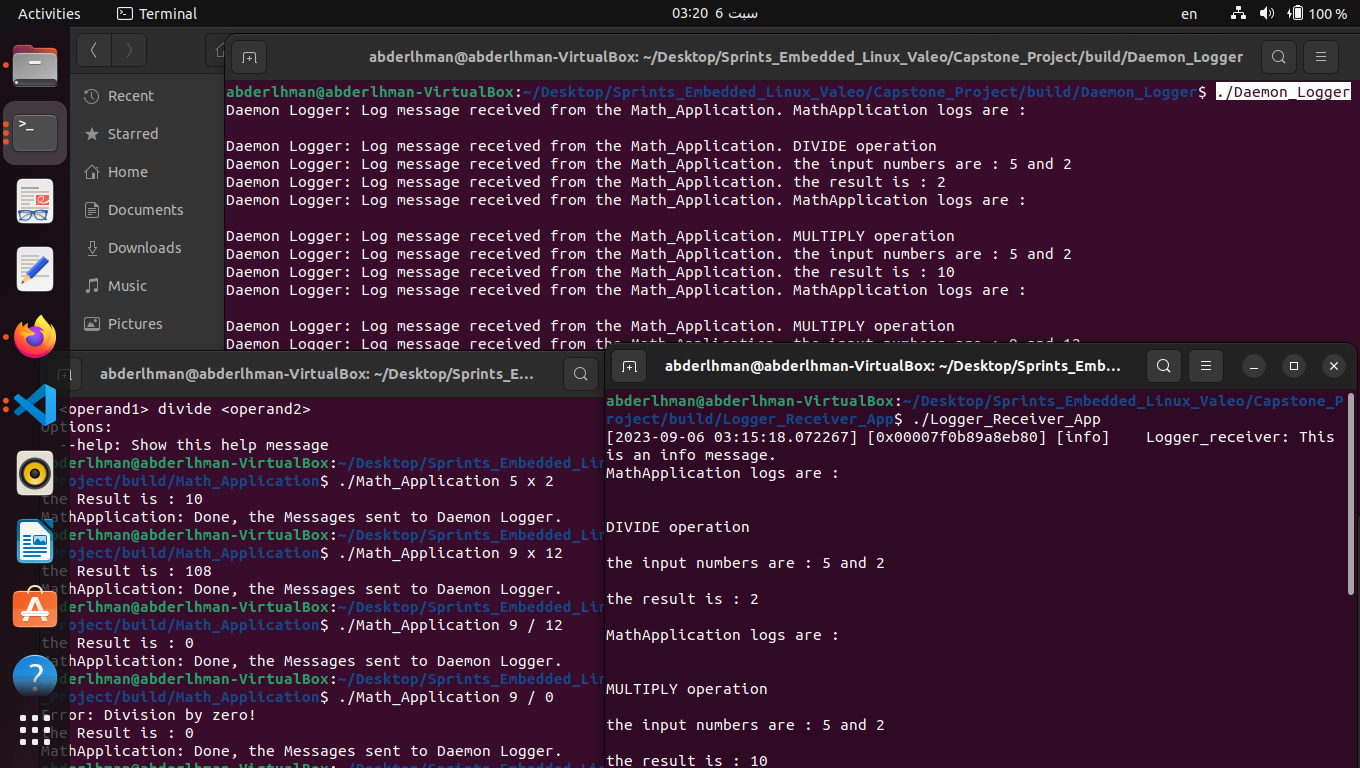 Activities
Terminal
03:20 6 سبت
en
100 %
abderlhman@abderlhman-VirtualBox: ~/Desktop/Sprints_Embedded_Linux_Valeo/Capstone_Project/build/Daemon_Logger
Recent
Starred
Home
Documents
Downloads
Music
Pictures
abderlhman@abderlhman-VirtualBox:~/Desktop/Sprints_Embedded_Linux_Valeo/Capstone_Project/build/Daemon_Logger$ ./Daemon_Logger
Daemon Logger: Log message received from the Math_Application. MathApplication logs are :
Daemon Logger: Log message received from the Math_Application. DIVIDE operation
Daemon Logger: Log message received from the Math_Application. the input numbers are : 5 and 2
Daemon Logger: Log message received from the Math_Application. the result is : 2
Daemon Logger: Log message received from the Math_Application. MathApplication logs are :
Daemon Logger: Log message received from the Math_Application. MULTIPLY operation
Daemon Logger: Log message received from the Math_Application. the input numbers are : 5 and 2
Daemon Logger: Log message received from the Math_Application. the result is : 10
Daemon Logger: Log message received from the Math_Application. MathApplication logs are :
Daemon Logger: Log message received from the Math_Application. MULTIPLY operation
Daemon Logger: Log message received from the Math_Application. the input numbers are : 9 and 12
abderlhman@abderlhman-VirtualBox: ~/Desktop/Sprints_E...
<operand1> divide <operand2>
options:
--help: Show this help message
abderlhman@abderlhman-VirtualBox:~/Desktop/Sprints_Embedded_Lin
_Project/build/Math_Application$ ./Math_Application 5 x 2
the Result is : 10
MathApplication: Done, the Messages sent to Daemon Logger.
abderlhman@abderlhman-VirtualBox:~/Desktop/Sprints_Embedded_Lin
_Project/build/Math_Application$ ./Math_Application 9 x 12
the Result is : 108
MathApplication: Done, the Messages sent to Daemon Logger.
abderlhman@abderlhman-VirtualBox:~/Desktop/Sprints_Embedded_Lin
_Project/build/Math_Application$ ./Math_Application 9 / 12
the Result is : 0
MathApplication: Done, the Messages sent to Daemon Logger.
abderlhman@abderlhman-VirtualBox:~/Desktop/Sprints_Embedded_Lin
_Project/build/Math_Application$ ./Math_Application 9 / 0
Error: Division by zero!
the Result is : 0
MathApplication: Done, the Messages sent to Daemon Logger.
abderlhman@abderlhman-VirtualBox: ~/Desktop/Sprints_Emb...
abderlhman@abderlhman-VirtualBox:~/Desktop/Sprints_Embedded_Linux_Valeo/Capstone_P
roject/build/Logger_Receiver_App$ ./Logger_Receiver_App
[2023-09-06 03:15:18.072267] [0x00007f0b89a8eb80] [info] Logger_receiver: This
is an info message.
MathApplication logs are :
DIVIDE operation
the input numbers are : 5 and 2
the result is : 2
MathApplication logs are :
MULTIPLY operation
the input numbers are : 5 and 2
the result is : 10